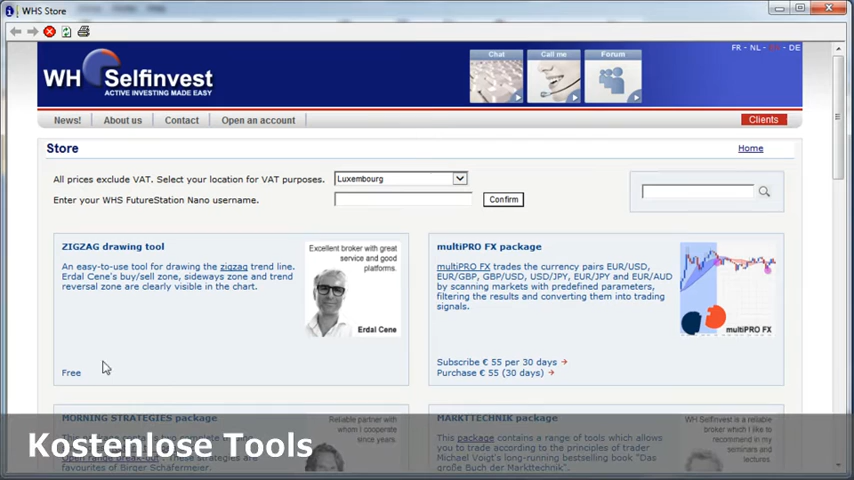 WHS Store
WH Selfinvest
ACTIVE INVESTING MADE EASY
Chat
Call me
Forum
FR - NL - EN - DE
News!
About us
Contact
Open an account
Clients
Store
Home
All prices exclude VAT. Select your location for VAT purposes.
Luxembourg
Enter your WHS FutureStation Nano username.
Confirm
ZIGZAG drawing tool
An easy-to-use tool for drawing the zigzag trend line.
Erdal Cene's buy/sell zone, sideways zone and trend
reversal zone are clearly visible in the chart.
Excellent broker with great
service and good
platforms.
Erdal Cene
Free
multiPRO FX package
multiPRO FX trades the currency pairs EUR/USD,
EUR/GBP, GBP/USD, USD/JPY, EUR/JPY and EUR/AUD
by scanning markets with predefined parameters,
filtering the results and converting them into trading
signals.
multiPRO FX
Subscribe € 55 per 30 days
Purchase € 55 (30 days)
MORNING STRATEGIES package
Open range break-out. These strategies are
favourites of Birger Schäfermeier.
Reliable partner with
whom I cooperate
since years.
MARKTTECHNIK package
This package contains a range of tools which allows
you to trade according to the principles of trader
Michael Voigt's long-running bestselling book "Das
große Buch der Markttechnik".
WH Selfinvest is a reliable
broker which I like to
recommend in my
seminars and
lectures.
Kostenlose Tools